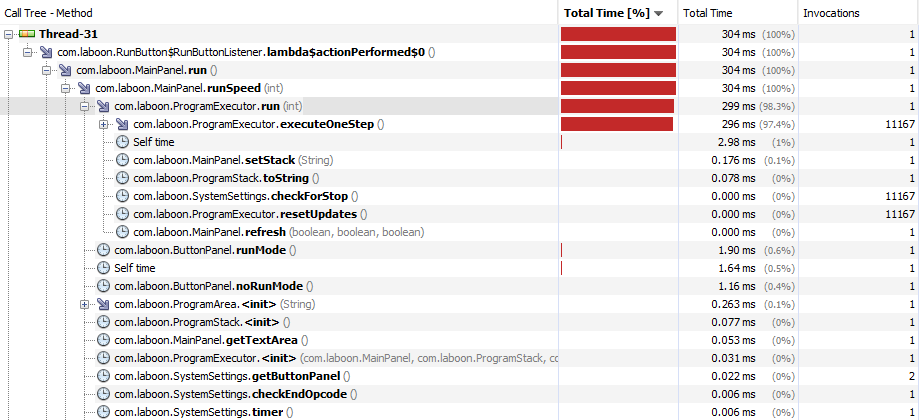 Call Tree - Method Total Time [%] Total Time Invocations
Thread-31 304 ms (100%) 1
com.laboon.RunButton$RunButtonListener.lambda$actionPerformed$0 () 304 ms (100%) 1
com.laboon.MainPanel.run () 304 ms (100%) 1
com.laboon.MainPanel.runSpeed (int) 304 ms (100%) 1
com.laboon.ProgramExecutor.run (int) 299 ms (98.3%) 1
com.laboon.ProgramExecutor.executeOneStep () 296 ms (97.4%) 11167
Self time 2.98 ms (1%) 1
com.laboon.MainPanel.setStack (String) 0.176 ms (0.1%) 1
com.laboon.ProgramStack.toString () 0.078 ms (0%) 1
com.laboon.SystemSettings.checkForStop () 0.000 ms (0%) 11167
com.laboon.ProgramExecutor.resetUpdates () 0.000 ms (0%) 11167
com.laboon.MainPanel.refresh (boolean, boolean, boolean) 0.000 ms (0%) 1
com.laboon.ButtonPanel.runMode () 1.90 ms (0.6%) 1
Self time 1.64 ms (0.5%) 1
com.laboon.ButtonPanel.noRunMode () 1.16 ms (0.4%) 1
com.laboon.ProgramArea.<init> (String) 0.263 ms (0.1%) 1
com.laboon.ProgramStack.<init> () 0.077 ms (0%) 1
com.laboon.MainPanel.getTextArea () 0.053 ms (0%) 1
com.laboon.ProgramExecutor.<init> (com.laboon.MainPanel, com.laboon.ProgramStack, co 0.031 ms (0%) 1
com.laboon.SystemSettings.getButtonPanel () 0.022 ms (0%) 2
com.laboon.SystemSettings.checkEndOpcode () 0.006 ms (0%) 1
com.laboon.SystemSettings.timer () 0.006 ms (0%) 1